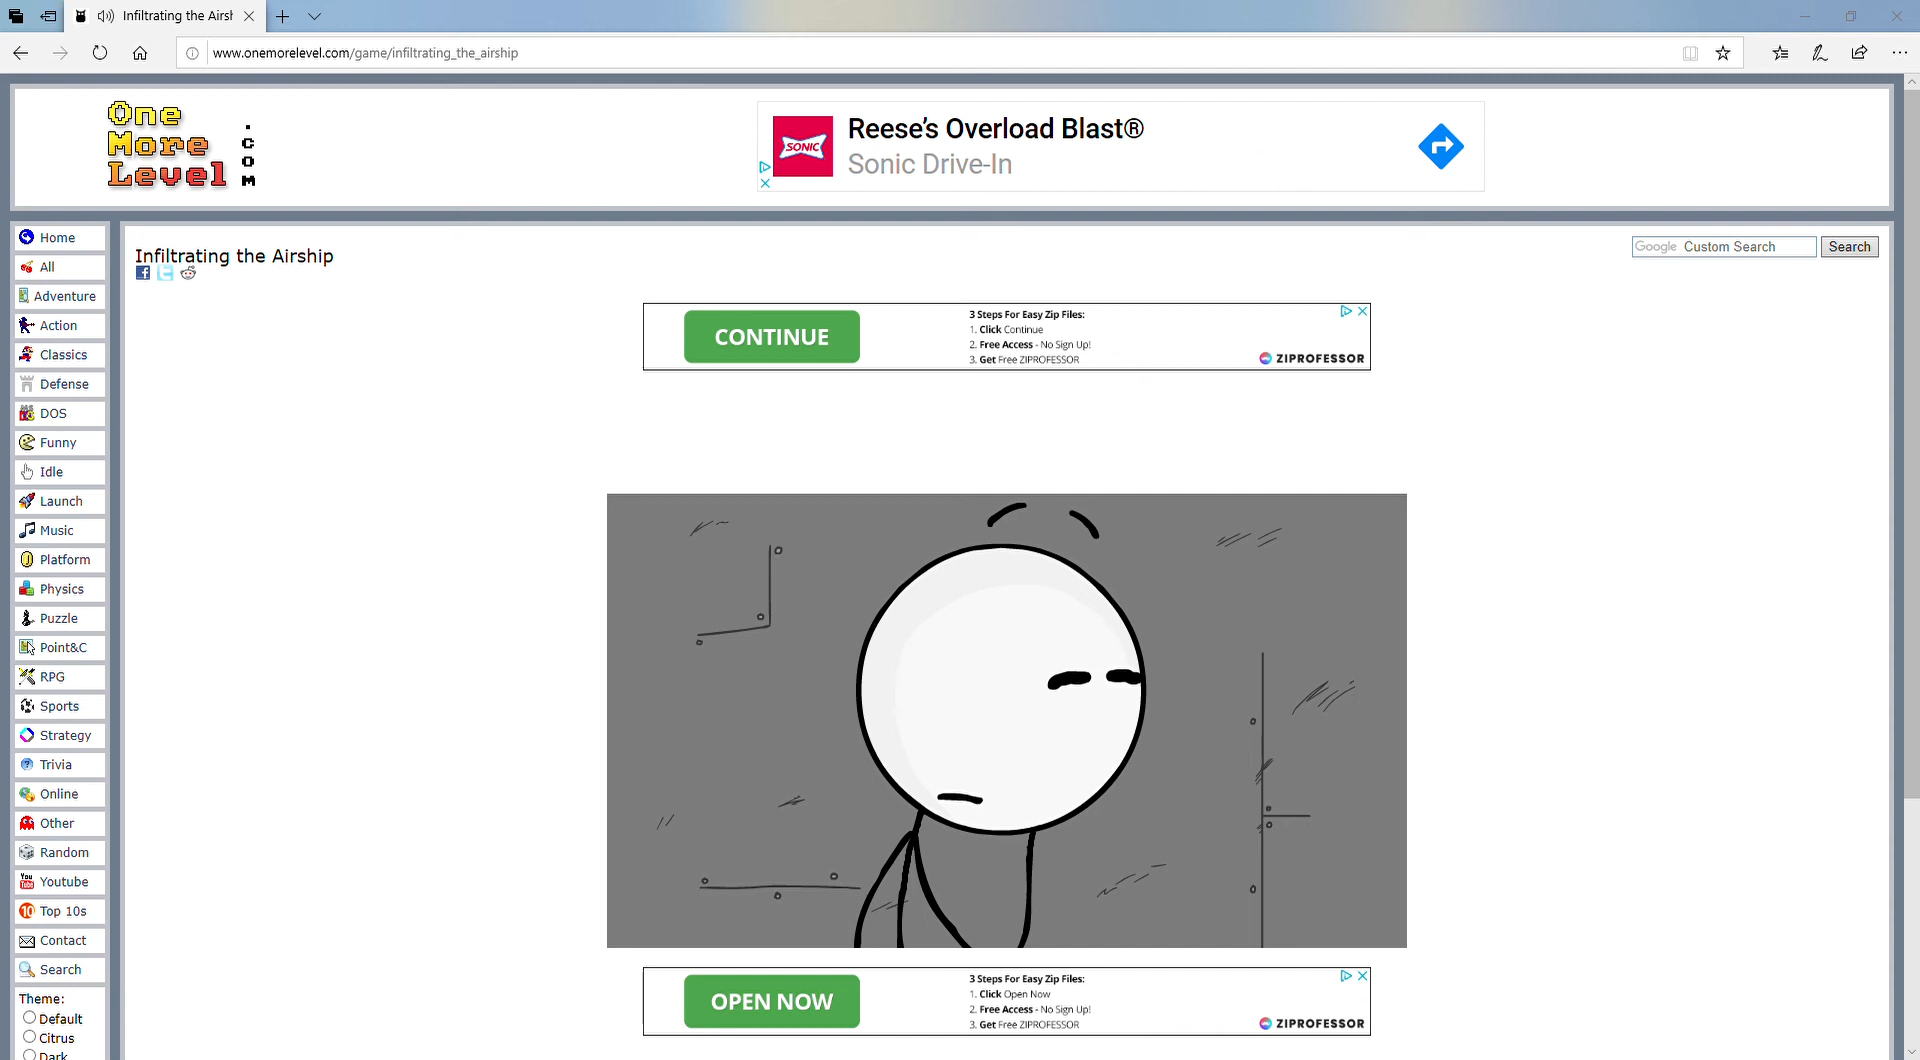 Infiltrating the Airsh
www.onemorelevel.com/game/infiltrating_the_airship
One
More
Level
.com
Reese's Overload Blast®
SONIC
Sonic Drive-In
Home
All
Adventure
Action
Classics
Defense
DOS
Funny
Idle
Launch
Music
Platform
Physics
Puzzle
Point&C
RPG
Sports
Strategy
Trivia
Online
Other
Random
Youtube
Top 10s
Contact
Search
Theme:
Default
Citrus
Dark
Infiltrating the Airship
Google Custom Search
Search
CONTINUE
3 Steps For Easy Zip Files:
1. Click Continue
2. Free Access - No Sign Up!
3. Get Free ZIPROFESSOR
ZIPROFESSOR
OPEN NOW
3 Steps For Easy Zip Files:
1. Click Open Now
2. Free Access - No Sign Up!
3. Get Free ZIPROFESSOR
ZIPROFESSOR